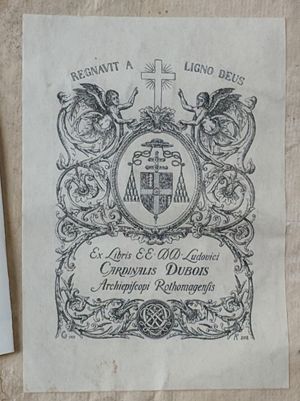 REGNAVIT A LIGNO DEUS
Ex Libris EE DD Ludovici
CARDINALIS DUBOIS
Archiepiſcopi Rothomagenſis